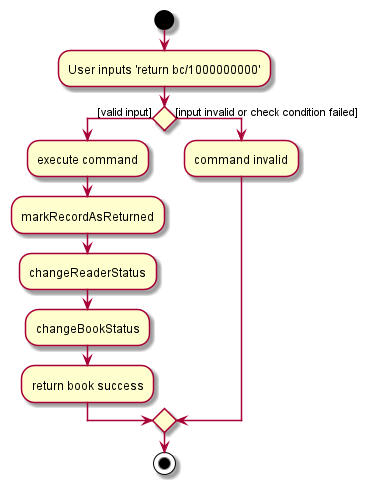 User inputs 'return bc/1000000000'
[valid input]
[input invalid or check condition failed]
execute command
command invalid
markRecordAsReturned
changeReaderStatus
changeBookStatus
return book success